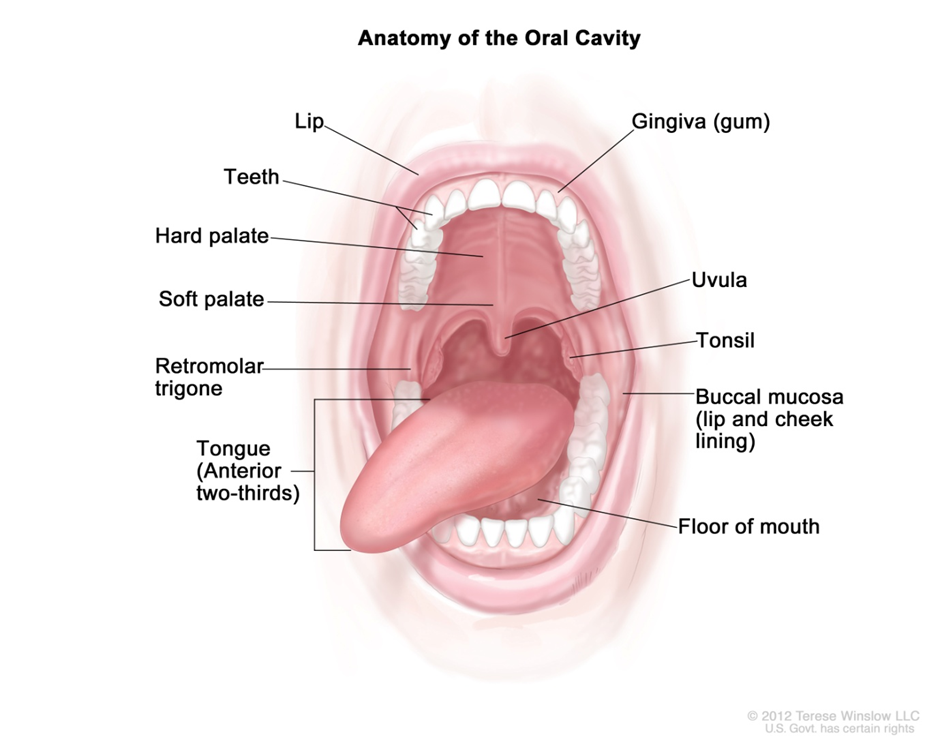 Anatomy of the Oral Cavity
Lip
Gingiva (gum)
Teeth
Hard palate
Uvula
Soft palate
Tonsil
Retromolar
trigone
Buccal mucosa
(lip and cheek
lining)
Tongue
(Anterior
two-thirds)
Floor of mouth
© 2012 Terese Winslow LLC
U.S. Govt. has certain rights